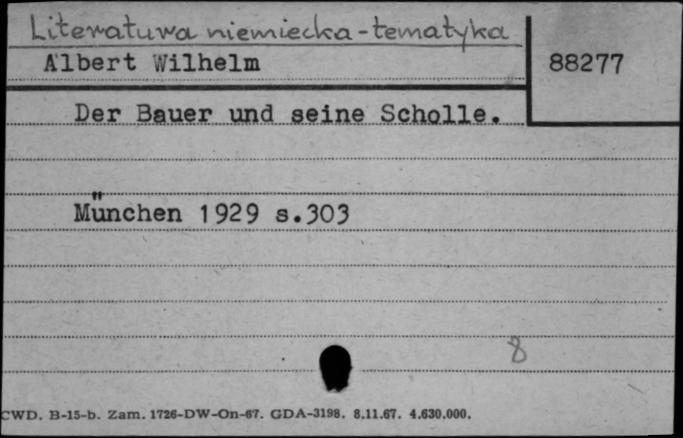 Literatura niemiecka-tematyka
Albert Wilhelm
88277
Der Bauer und seine Scholle.
München 1929 s.303
8
CWD. B-15-b. Zam. 1726-DW-On-67. GDA-3198. 8.11.67. 4.630.000.